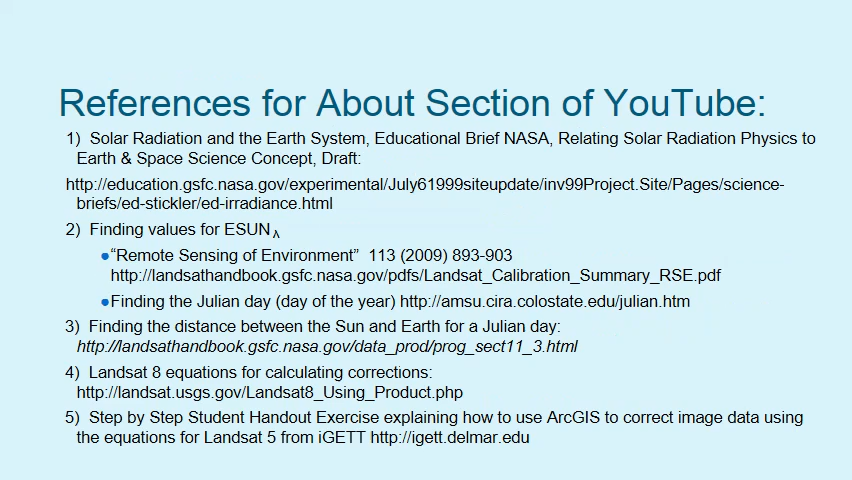 References for About Section of YouTube:
1) Solar Radiation and the Earth System, Educational Brief NASA, Relating Solar Radiation Physics to
Earth & Space Science Concept, Draft:
http://education.gsfc.nasa.gov/experimental/July61999siteupdate/inv99Project.Site/Pages/science-
briefs/ed-stickler/ed-irradiance.html
2) Finding values for ESUNλ
●“Remote Sensing of Environment” 113 (2009) 893-903
http://landsathandbook.gsfc.nasa.gov/pdfs/Landsat_Calibration_Summary_RSE.pdf
●Finding the Julian day (day of the year) http://amsu.cira.colostate.edu/julian.htm
3) Finding the distance between the Sun and Earth for a Julian day:
http://landsathandbook.gsfc.nasa.gov/data_prod/prog_sect11_3.html
4) Landsat 8 equations for calculating corrections:
http://landsat.usgs.gov/Landsat8_Using_Product.php
5) Step by Step Student Handout Exercise explaining how to use ArcGIS to correct image data using
the equations for Landsat 5 from iGETT http://igett.delmar.edu